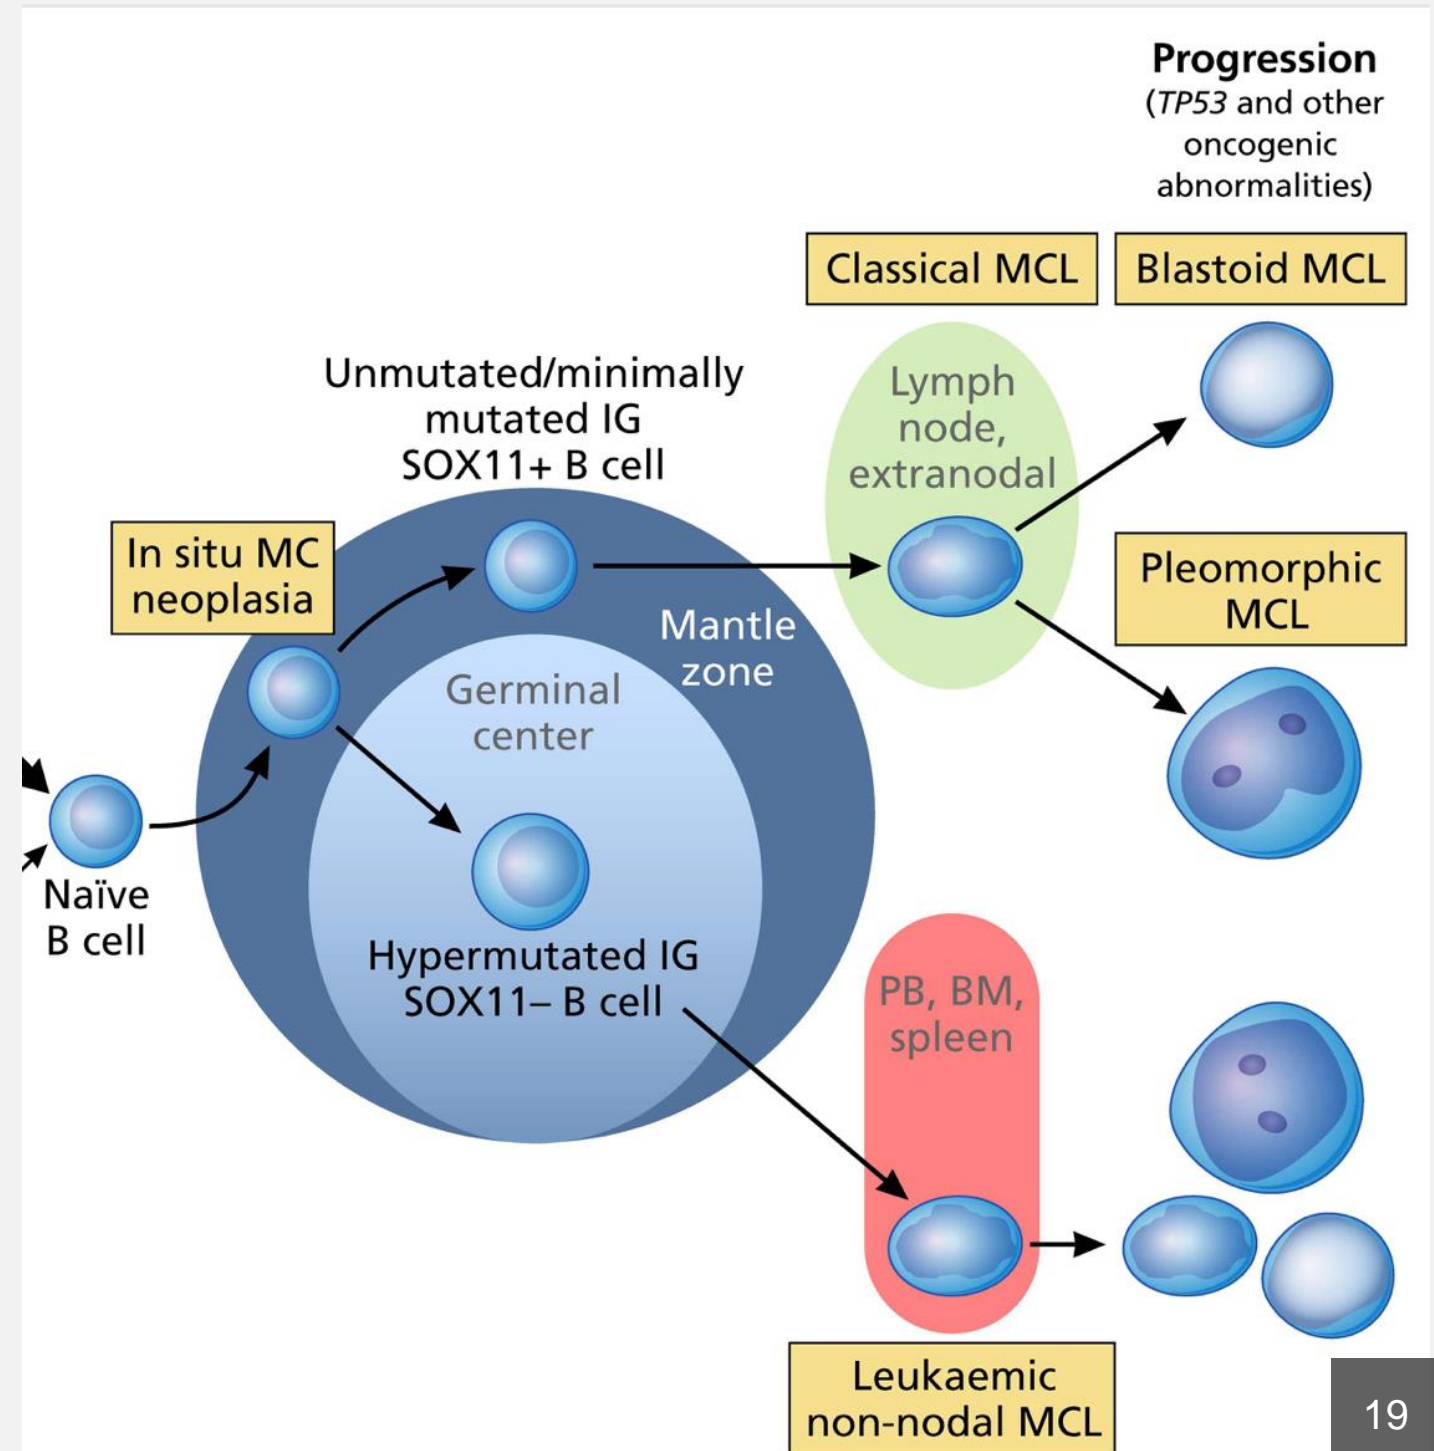 Progression
(TP53 and other
oncogenic
abnormalities)
Classical MCL
Blastoid MCL
Unmutated/minimally
mutated IG
SOX11+ B cell
Lymph
node,
extranodal
In situ MC
neoplasia
Pleomorphic
MCL
Mantle
zone
Germinal
center
Naïve
B cell
Hypermutated IG
SOX11– B cell
PB, BM,
spleen
Leukaemic
non-nodal MCL
19